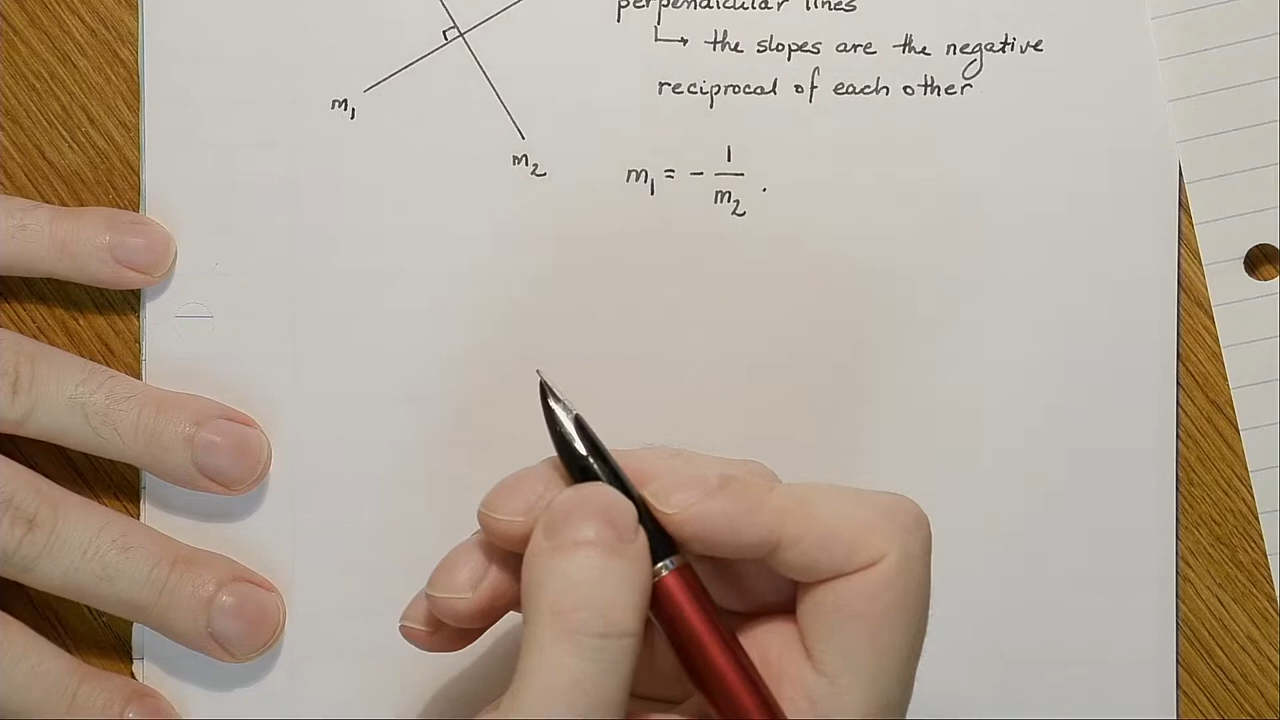 perpendicular lines
↳ the slopes are the negative
reciprocal of each other
m₁
m₂
m₁ = - 1/m₂ .